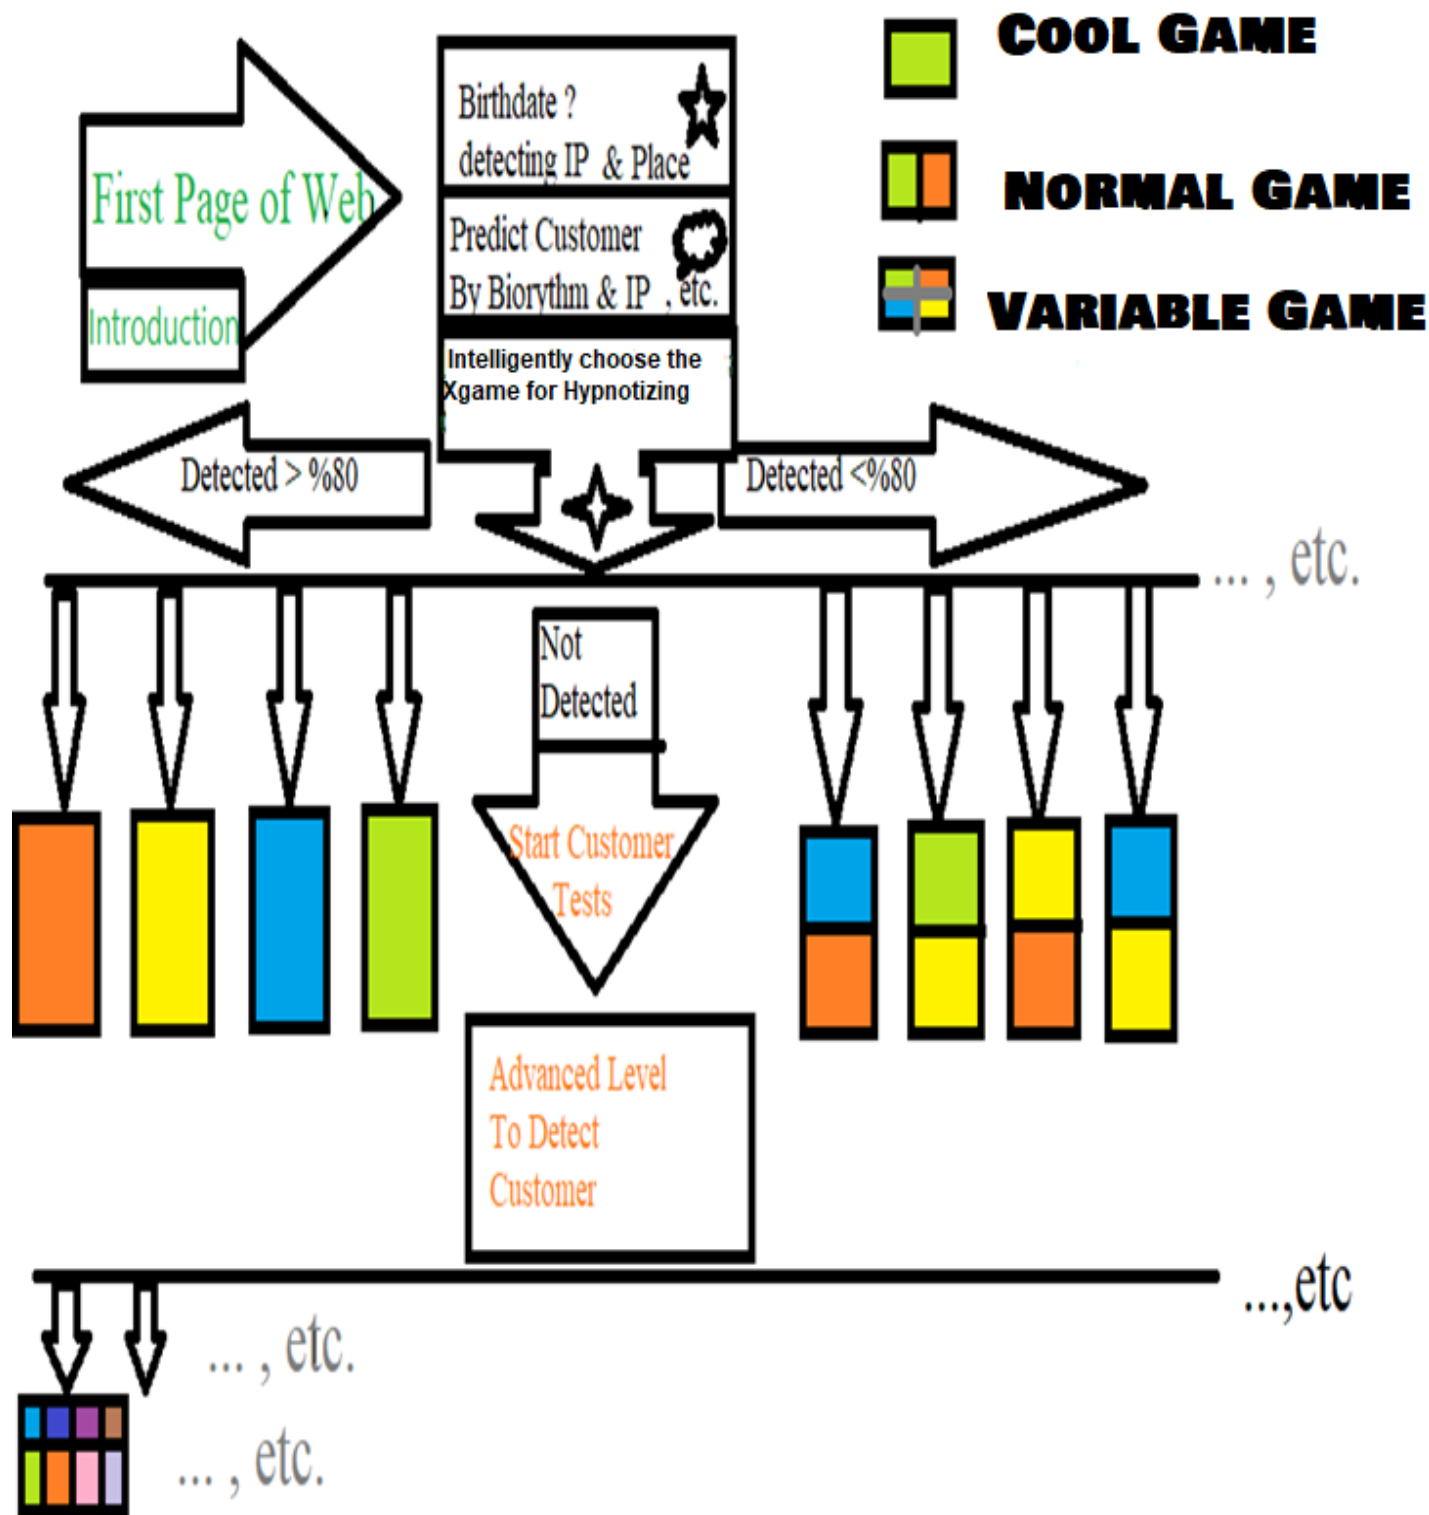 COOL GAME
NORMAL GAME
VARIABLE GAME
First Page of Web
Introduction
Birthdate ?
detecting IP & Place
Predict Customer
By Biorythm & IP , etc.
Intelligently choose the
Xgame for Hypnotizing
Detected > %80
Detected <%80
... , etc.
Not
Detected
Start Customer
Tests
Advanced Level
To Detect
Customer
...,etc
... , etc.
... , etc.